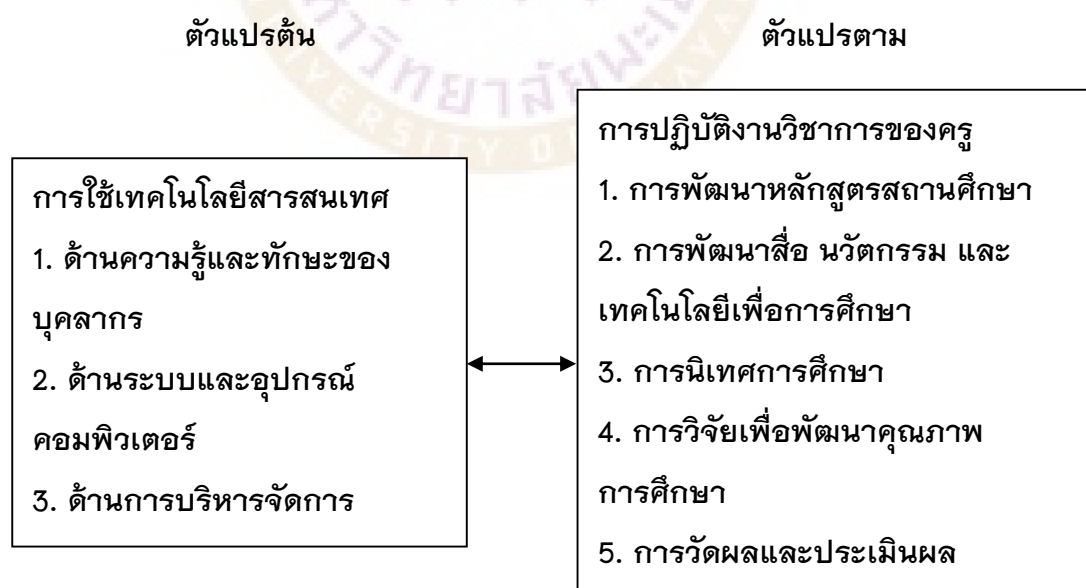 ตัวแปรต้น
ตัวแปรตาม
การใช้เทคโนโลยีสารสนเทศ
1. ด้านความรู้และทักษะของ
บุคลากร
2. ด้านระบบและอุปกรณ์
คอมพิวเตอร์
3. ด้านการบริหารจัดการ
การปฏิบัติงานวิชาการของครู
1. การพัฒนาหลักสูตรสถานศึกษา
2. การพัฒนาสื่อ นวัตกรรม และ
เทคโนโลยีเพื่อการศึกษา
3. การนิเทศการศึกษา
4. การวิจัยเพื่อพัฒนาคุณภาพ
การศึกษา
5. การวัดผลและประเมินผล